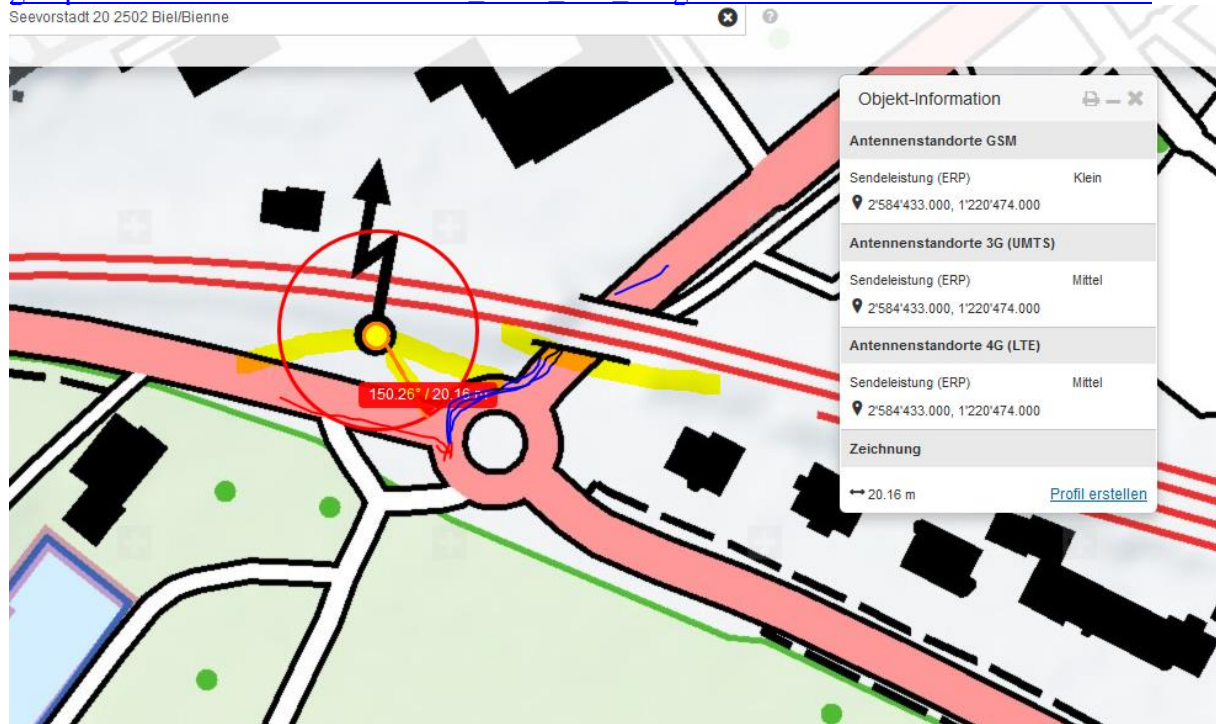 Seevorstadt 20 2502 Biel/Bienne
Objekt-Information
Antennenstandorte GSM
Sendeleistung (ERP) Klein
2'584'433.000, 1'220'474.000
Antennenstandorte 3G (UMTS)
Sendeleistung (ERP) Mittel
2'584'433.000, 1'220'474.000
Antennenstandorte 4G (LTE)
Sendeleistung (ERP) Mittel
2'584'433.000, 1'220'474.000
Zeichnung
20.16 m Profil erstellen
150.26° / 20.16 m